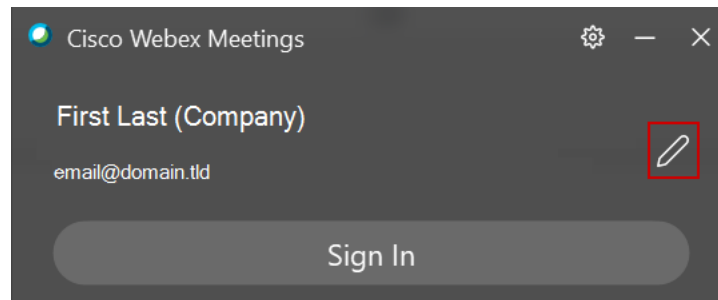 Cisco Webex Meetings
First Last (Company)
email@domain.tld
Sign In